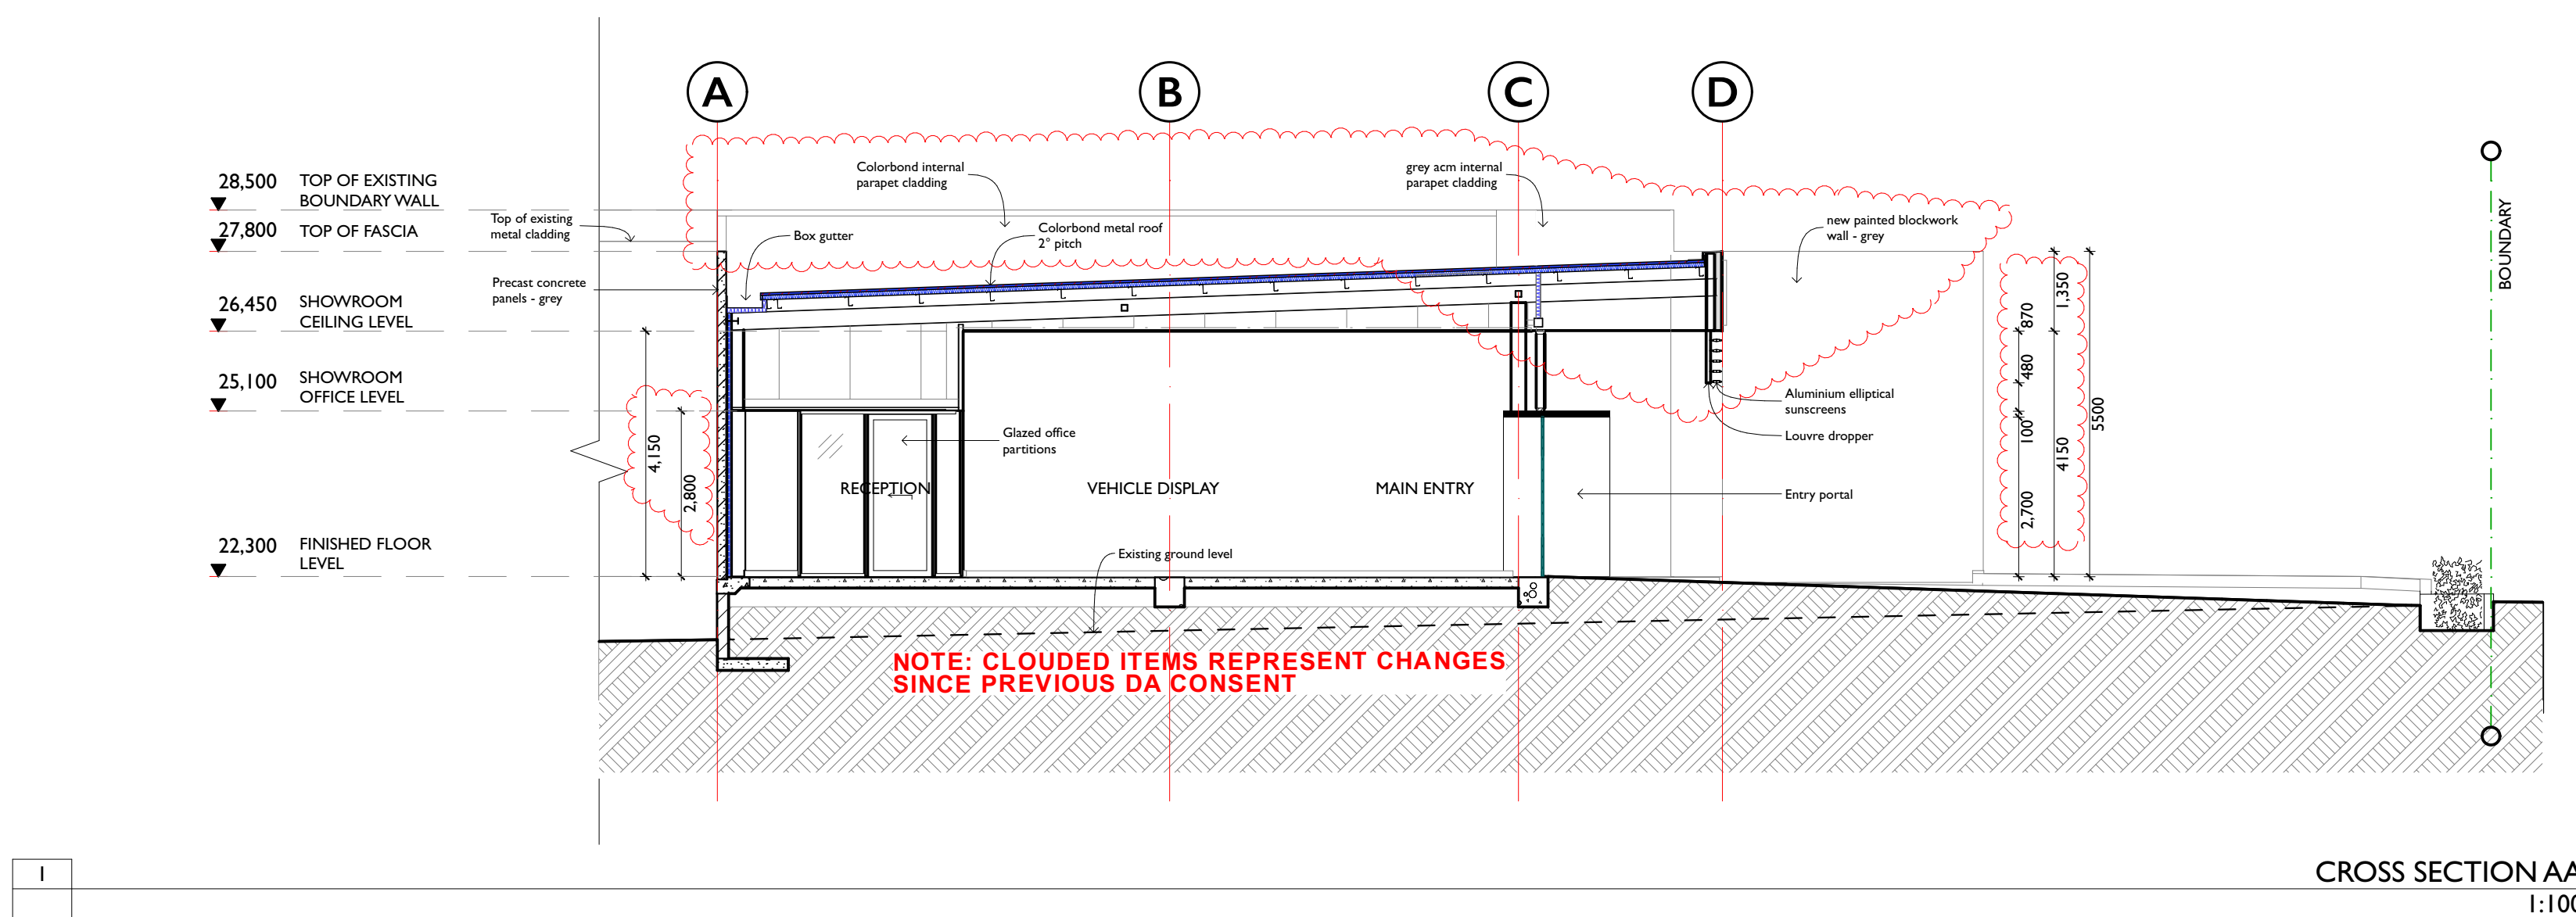 A
B
C
D
28,500 TOP OF EXISTING
BOUNDARY WALL
27,800 TOP OF FASCIA
26,450 SHOWROOM
CEILING LEVEL
25,100 SHOWROOM
OFFICE LEVEL
22,300 FINISHED FLOOR
LEVEL
Top of existing
metal cladding
Precast concrete
panels - grey
Colorbond internal
parapet cladding
Box gutter
Colorbond metal roof
2° pitch
grey acm internal
parapet cladding
new painted blockwork
wall - grey
BOUNDARY
Aluminium elliptical
sunscreens
Louvre dropper
Glazed office
partitions
4,150
2,800
RECEPTION
VEHICLE DISPLAY
MAIN ENTRY
Entry portal
Existing ground level
870
480
100
2,700
1,350
4150
5500
NOTE: CLOUDED ITEMS REPRESENT CHANGES
SINCE PREVIOUS DA CONSENT
1
CROSS SECTION AA
1:100